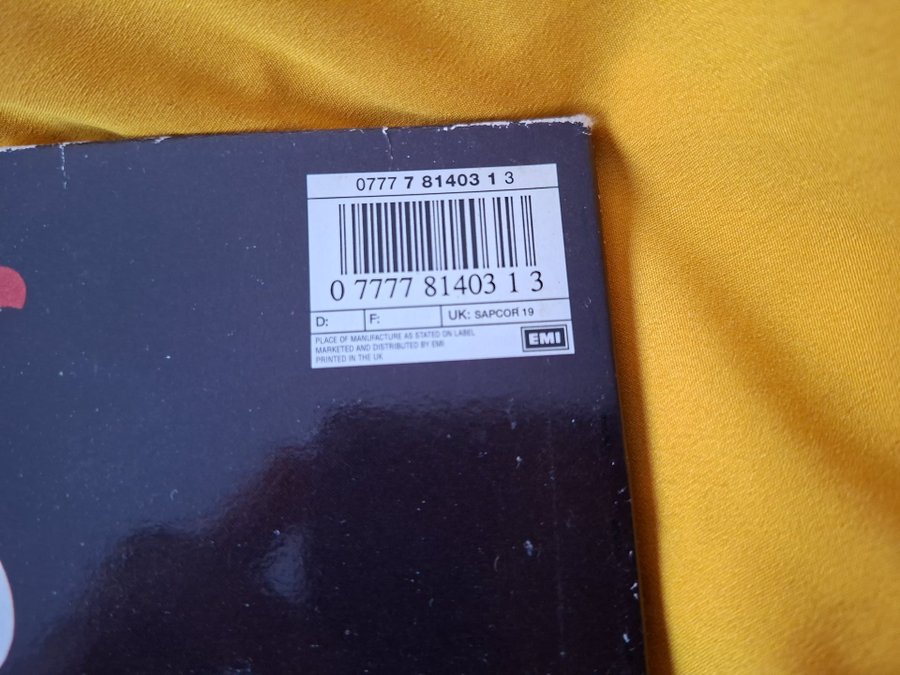 0777 7 81403 1 3
0 7777 81403 1 3
D: F: UK: SAPCOR 19
PLACE OF MANUFACTURE AS STATED ON LABEL
MARKETED AND DISTRIBUTED BY EMI
PRINTED IN THE UK
EMI